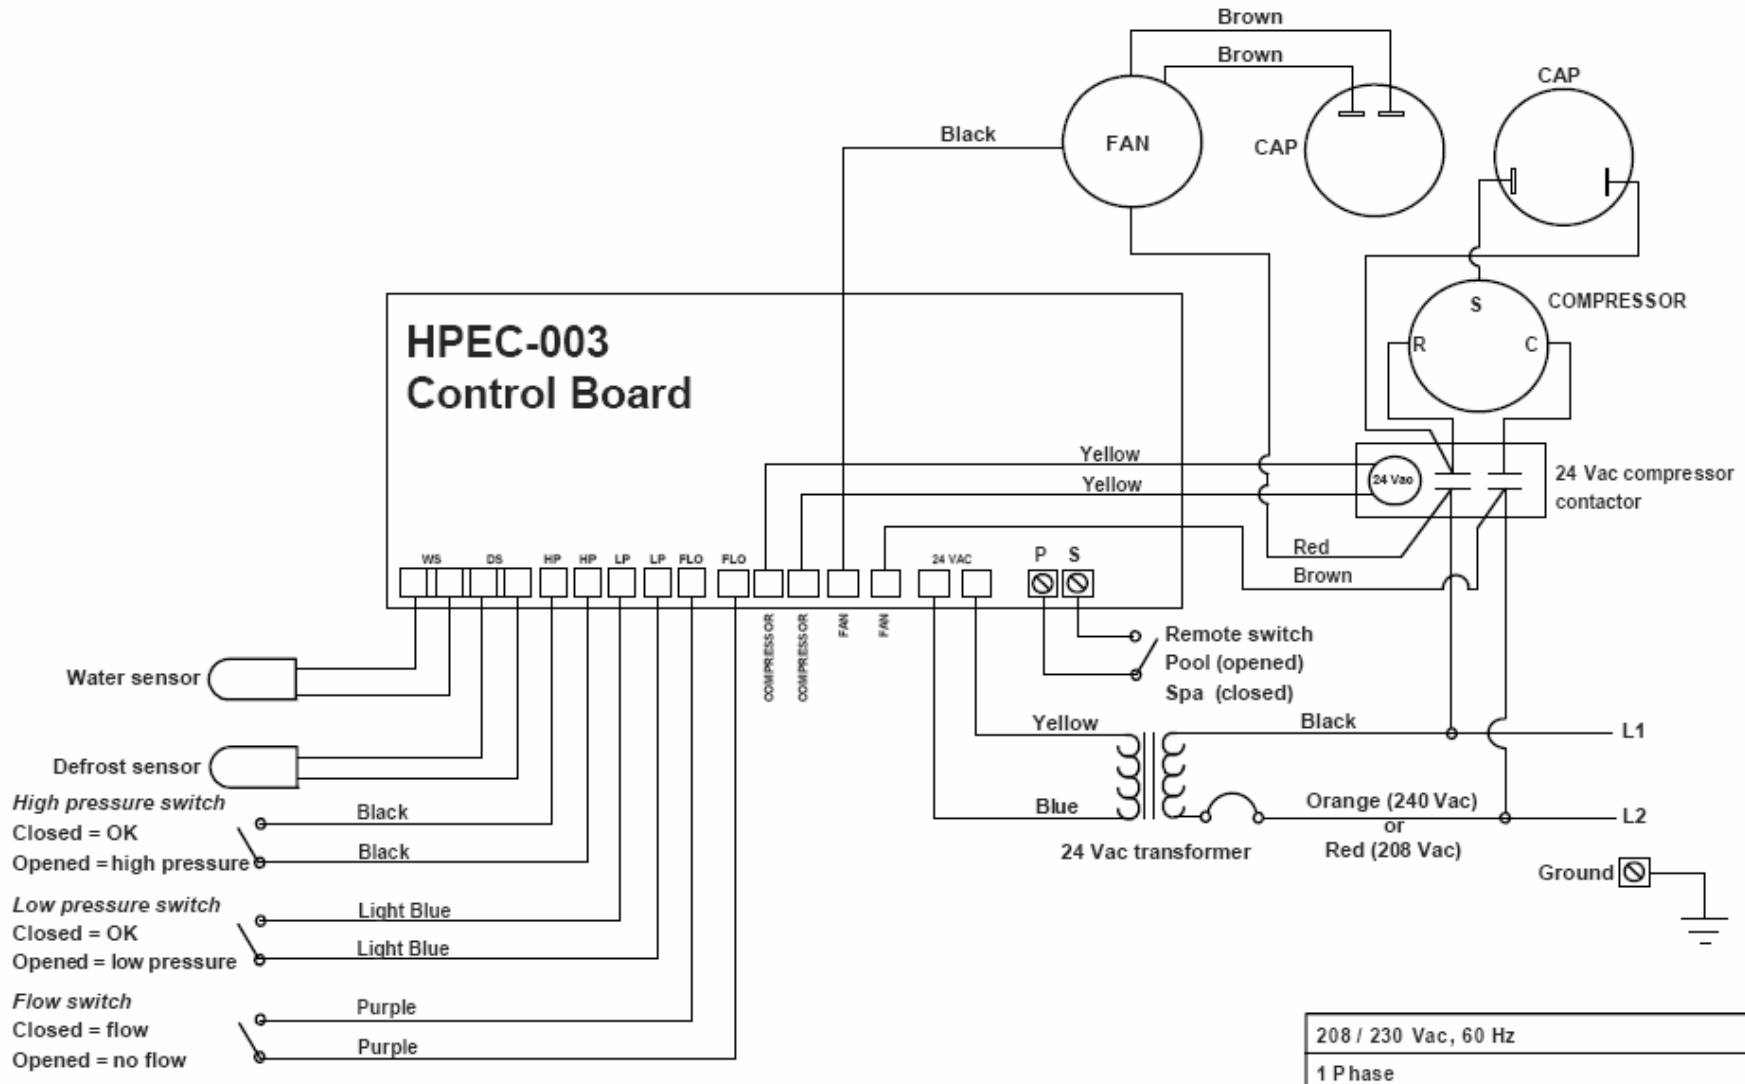 Brown
Brown
CAP
Black
FAN
CAP
S
COMPRESSOR
R
C
HPEC-003
Control Board
Yellow
24 Vac
24 Vac compressor
Yellow
contactor
Red
Brown
WS
DS
HP
HP
LP
LP
FLO
FLO
24 VAC
P
S
COMPRESSOR
COMPRESSOR
FAN
FAN
Remote switch
Pool (opened)
Spa (closed)
Water sensor
Yellow
Black
L1
Defrost sensor
Blue
Orange (240 Vac)
or
Red (208 Vac)
L2
24 Vac transformer
High pressure switch
Closed = OK
Opened = high pressure
Black
Black
Ground
Low pressure switch
Closed = OK
Opened = low pressure
Light Blue
Light Blue
Flow switch
Closed = flow
Opened = no flow
Purple
Purple
208 / 230 Vac, 60 Hz
1 Phase